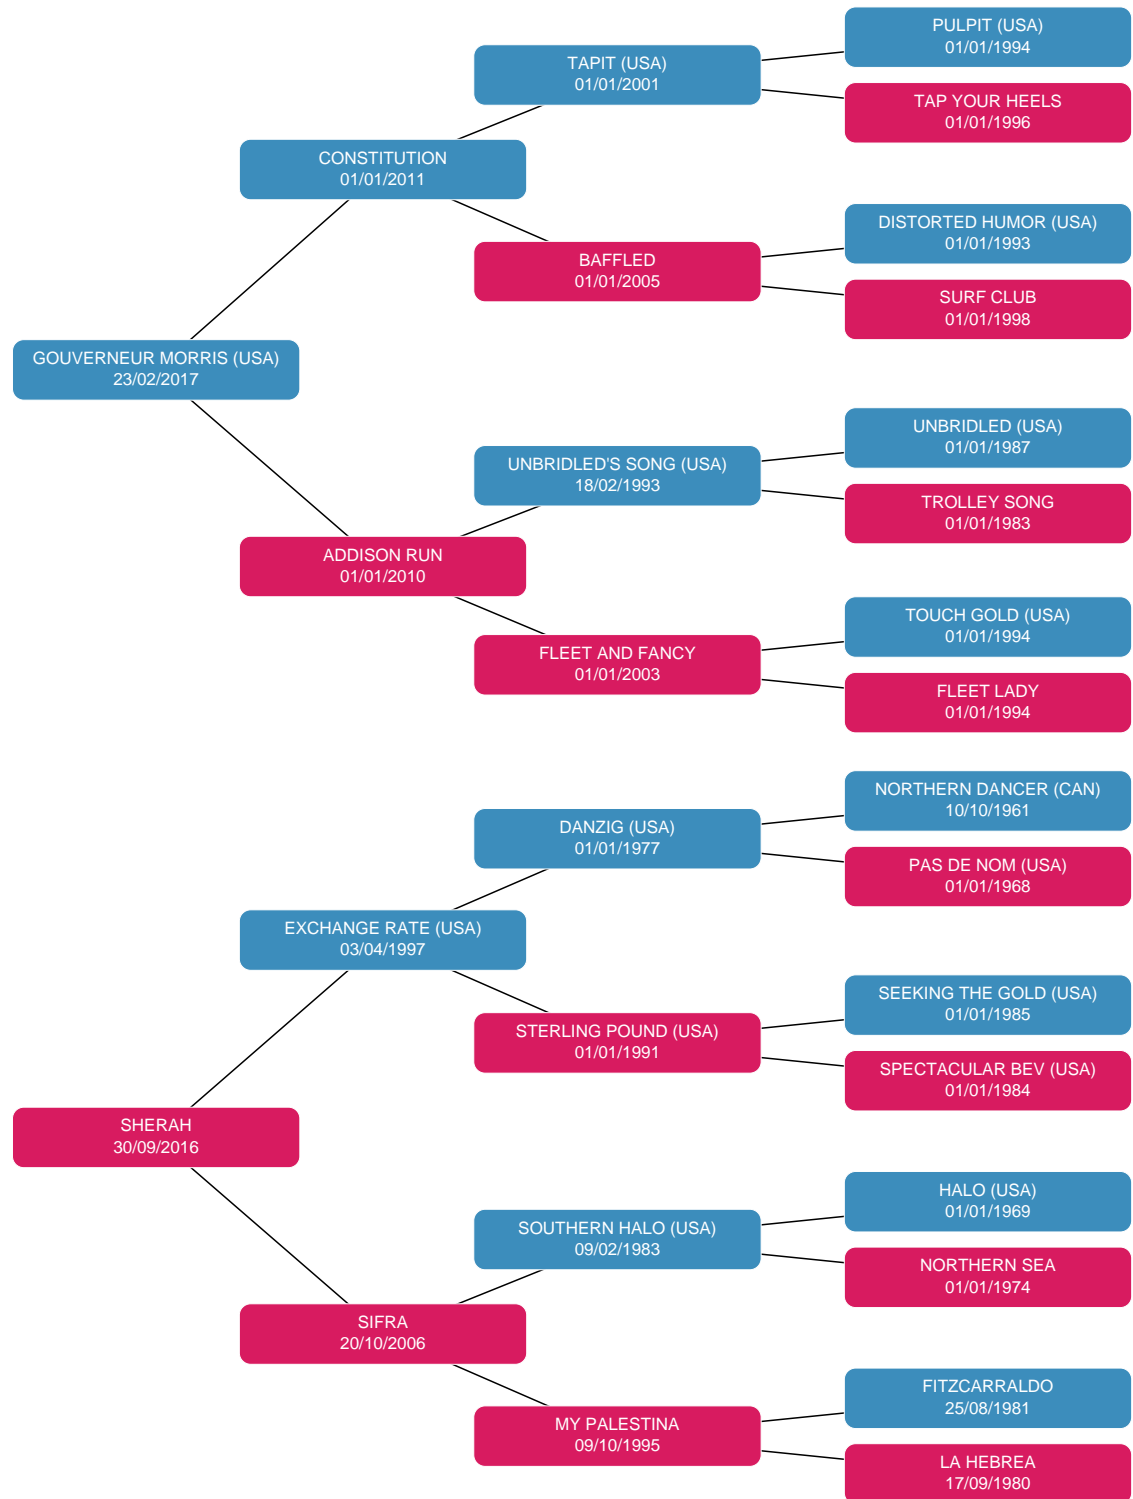 PULPIT (USA)
01/01/1994
TAPIT (USA)
01/01/2001
TAP YOUR HEELS
01/01/1996
CONSTITUTION
01/01/2011
DISTORTED HUMOR (USA)
01/01/1993
BAFFLED
01/01/2005
SURF CLUB
01/01/1998
GOUVERNEUR MORRIS (USA)
23/02/2017
UNBRIDLED (USA)
01/01/1987
UNBRIDLED'S SONG (USA)
18/02/1993
TROLLEY SONG
01/01/1983
ADDISON RUN
01/01/2010
TOUCH GOLD (USA)
01/01/1994
FLEET AND FANCY
01/01/2003
FLEET LADY
01/01/1994
NORTHERN DANCER (CAN)
10/10/1961
DANZIG (USA)
01/01/1977
PAS DE NOM (USA)
01/01/1968
EXCHANGE RATE (USA)
03/04/1997
SEEKING THE GOLD (USA)
01/01/1985
STERLING POUND (USA)
01/01/1991
SPECTACULAR BEV (USA)
01/01/1984
SHERAH
30/09/2016
HALO (USA)
01/01/1969
SOUTHERN HALO (USA)
09/02/1983
NORTHERN SEA
01/01/1974
SIFRA
20/10/2006
FITZCARRALDO
25/08/1981
MY PALESTINA
09/10/1995
LA HEBREA
17/09/1980